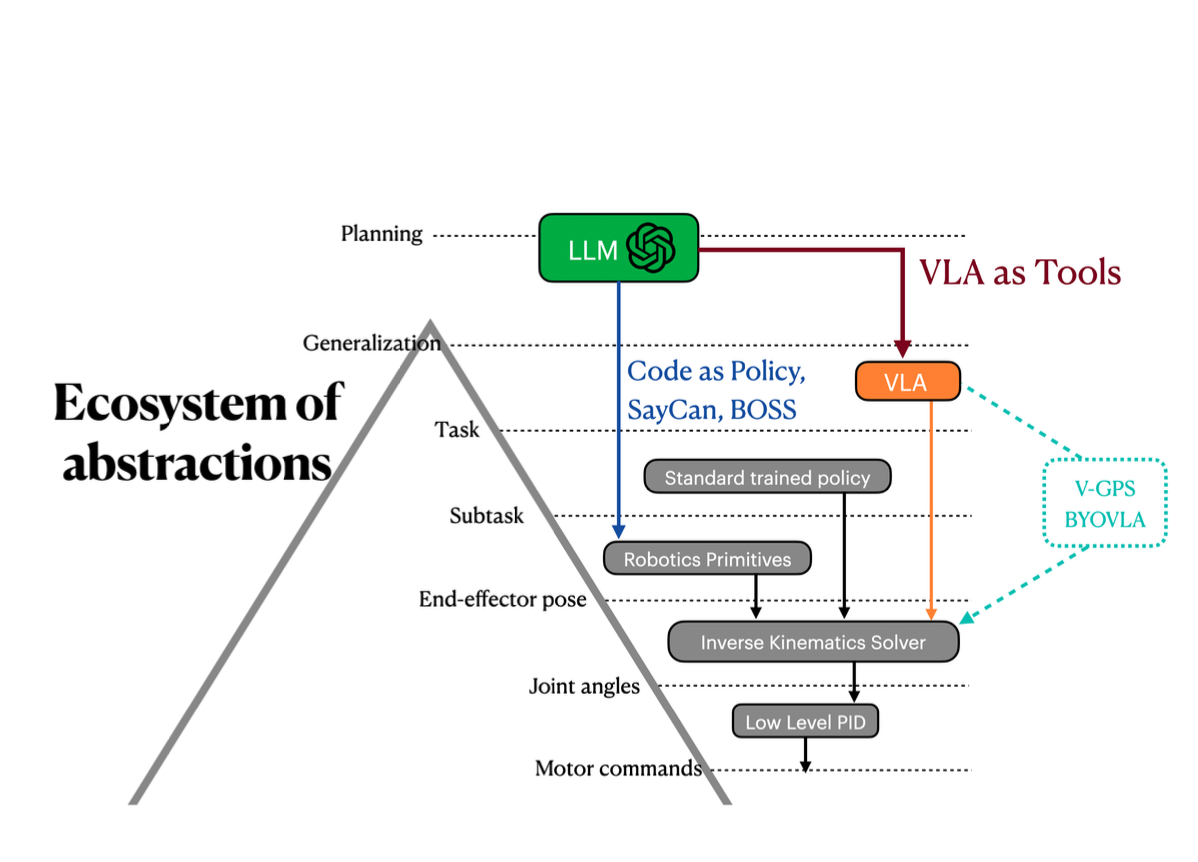 Planning
LLM
VLA as Tools
Generalization
Ecosystem of
abstractions
Code as Policy,
SayCan, BOSS
VLA
Task
Standard trained policy
V-GPS
BYOVLA
Subtask
Robotics Primitives
End-effector pose
Inverse Kinematics Solver
Joint angles
Low Level PID
Motor commands